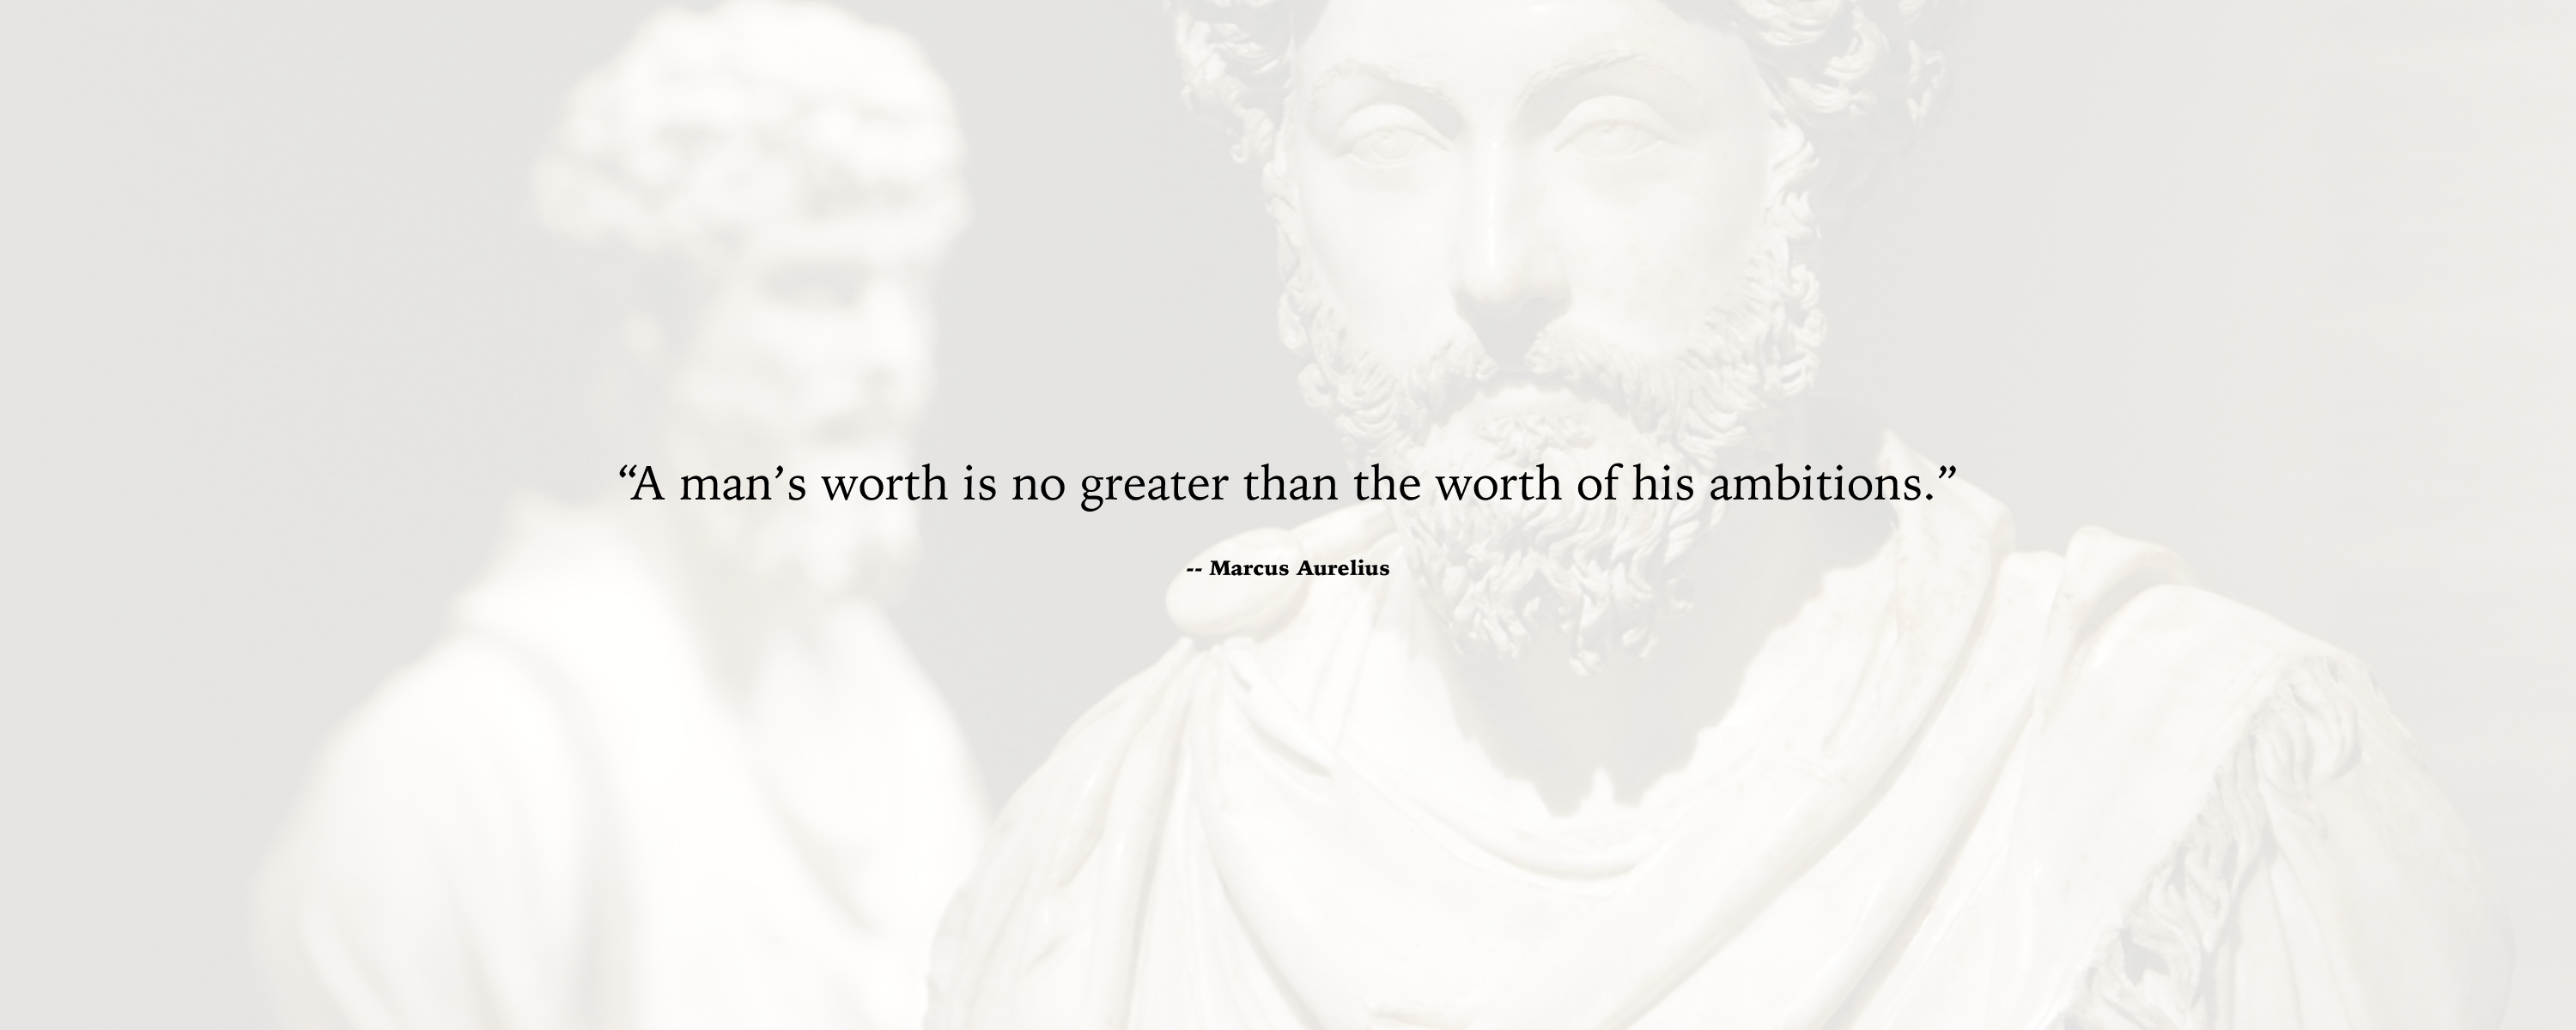 “A man’s worth is no greater than the worth of his ambitions.”
-- Marcus Aurelius